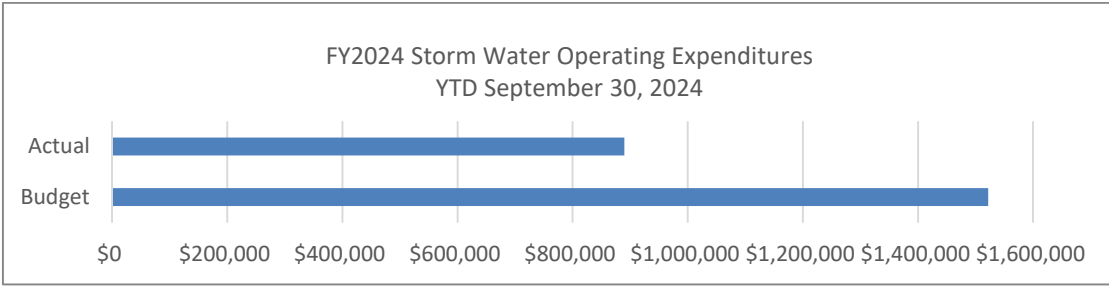 FY2024 Storm Water Operating Expenditures
YTD September 30, 2024
Actual
Budget
$0 $200,000 $400,000 $600,000 $800,000 $1,000,000 $1,200,000 $1,400,000 $1,600,000